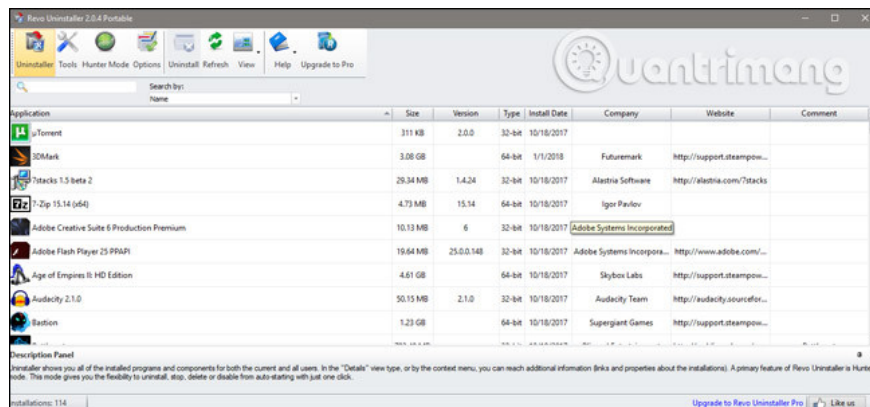 Revo Uninstaller 2.0.4 Portable
Uninstaller Tools Hunter Mode Options Uninstall Refresh View Help Upgrade to Pro
Quantrimang
Search by:
Name
Application Size Version Type Install Date Company Website Comment
µTorrent 311 KB 2.0.0 32-bit 10/18/2017
3DMark 3.08 GB 64-bit 1/1/2018 Futuremark http://support.steampow...
7stacks 1.5 beta 2 29.34 MB 1.4.24 32-bit 10/18/2017 Alastria Software http://alastria.com/7stacks
7-Zip 15.14 (x64) 4.73 MB 15.14 64-bit 10/18/2017 Igor Pavlov
Adobe Creative Suite 6 Production Premium 10.13 MB 6 32-bit 10/18/2017 Adobe Systems Incorporated
Adobe Flash Player 25 PPAPI 19.64 MB 25.0.0.148 32-bit 10/18/2017 Adobe Systems Incorpora... http://www.adobe.com/...
Age of Empires II: HD Edition 4.61 GB 64-bit 10/18/2017 Skybox Labs http://support.steampow...
Audacity 2.1.0 50.15 MB 2.1.0 32-bit 10/18/2017 Audacity Team http://audacity.sourcefor...
Bastion 1.23 GB 64-bit 10/18/2017 Supergiant Games http://support.steampow...
Description Panel
Uninstaller shows you all of the installed programs and components for both the current and all users. In the "Details" view type, or by the context menu, you can reach additional information (links and properties about the installations). A primary feature of Revo Uninstaller is Hunte
mode. This mode gives you the flexibility to uninstall, stop, delete or disable from auto-starting with just one click.
nstallations: 114 Upgrade to Revo Uninstaller Pro Like us